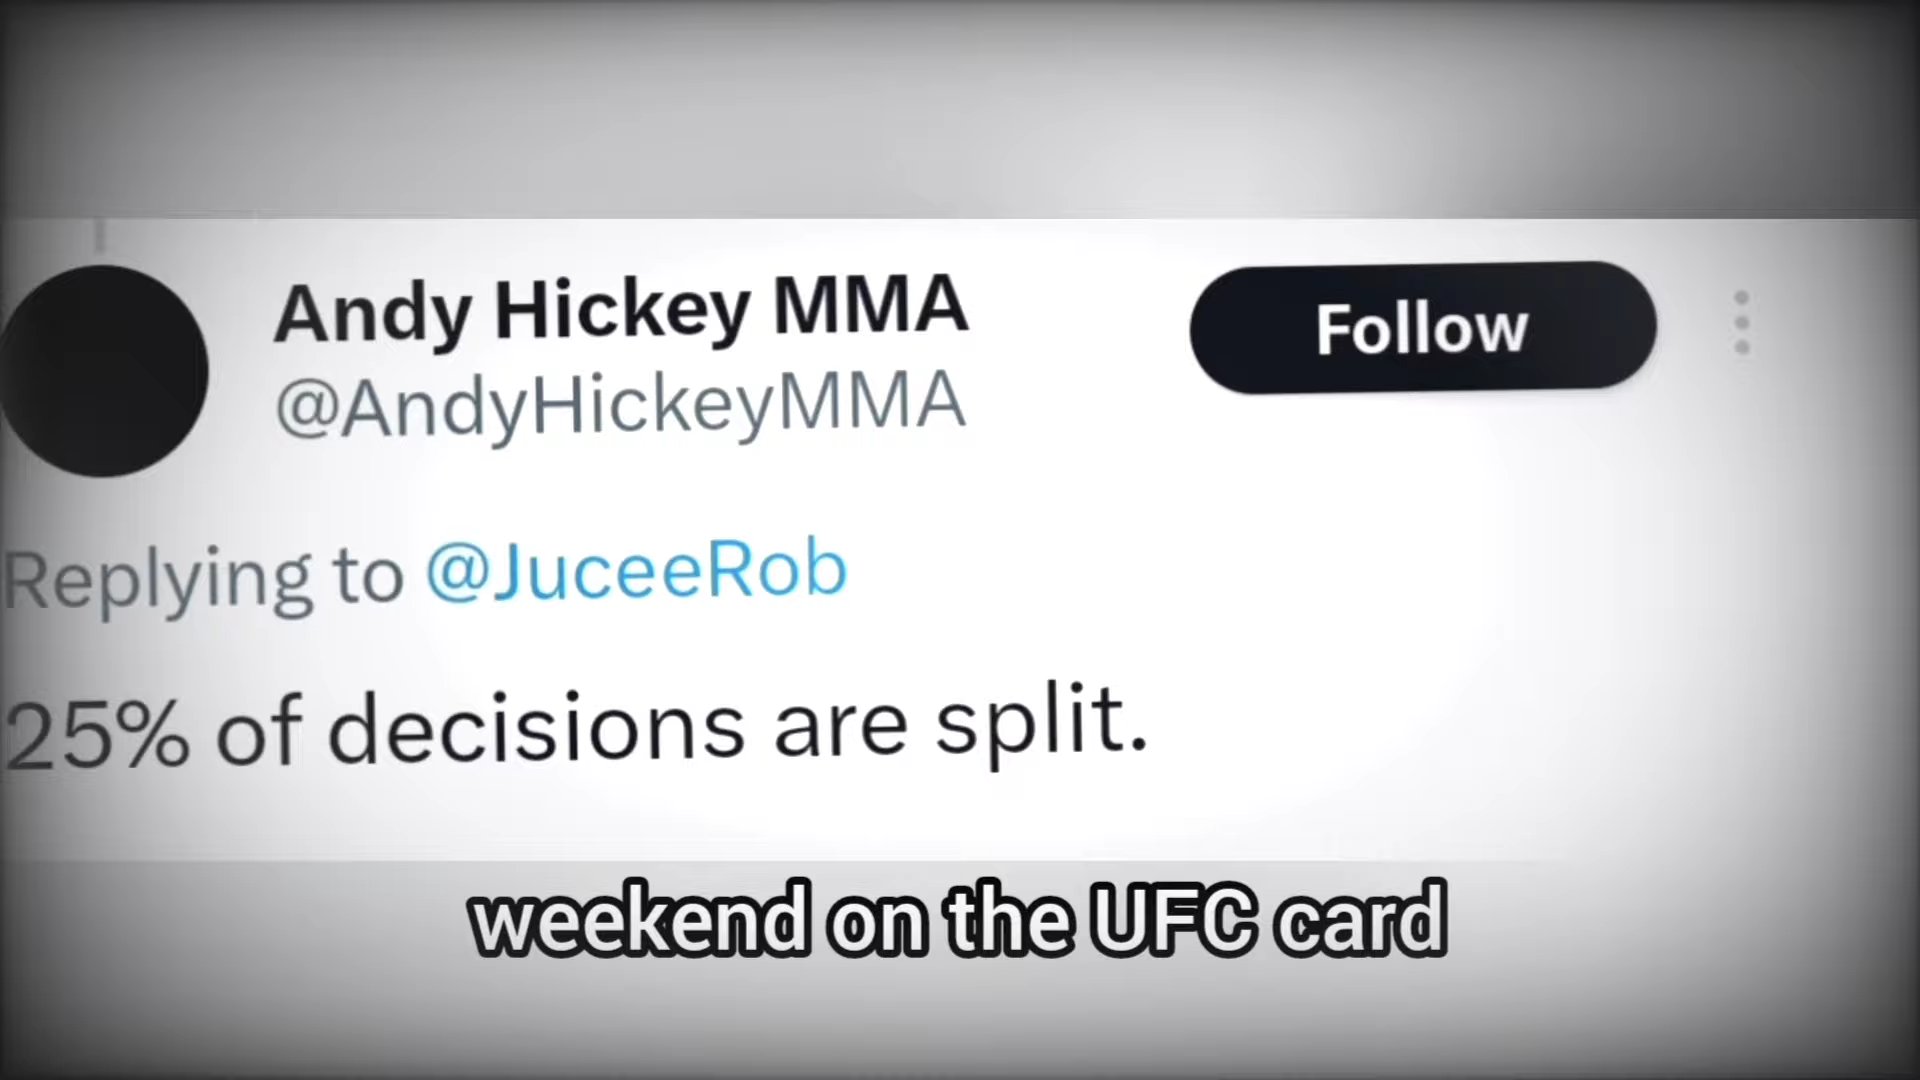 Andy Hickey MMA
@AndyHickeyMMA
Follow
Replying to @JuceeRob
25% of decisions are split.
weekend on the UFC card